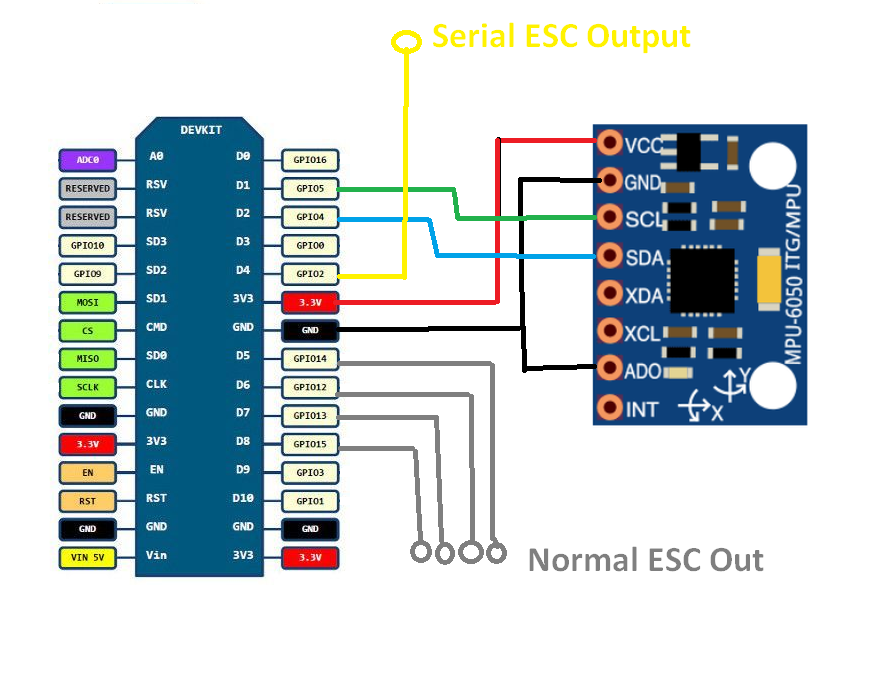 Serial ESC Output
DEVKIT
ADC0 A0 D0 GPIO16
RESERVED RSV D1 GPIO5
RESERVED RSV D2 GPIO4
GPIO10 SD3 D3 GPIO0
GPIO9 SD2 D4 GPIO2
MOSI SD1 3V3 3.3V
CS CMD GND GND
MISO SD0 D5 GPIO14
SCLK CLK D6 GPIO12
GND GND D7 GPIO13
3.3V 3V3 D8 GPIO15
EN EN D9 GPIO3
RST RST D10 GPIO1
GND GND GND GND
VIN 5V Vin 3V3 3.3V
VCC
GND
SCL
SDA
XDA
XCL
ADO
INT
X
Y
MPU-6050 ITG/MPU
Normal ESC Out